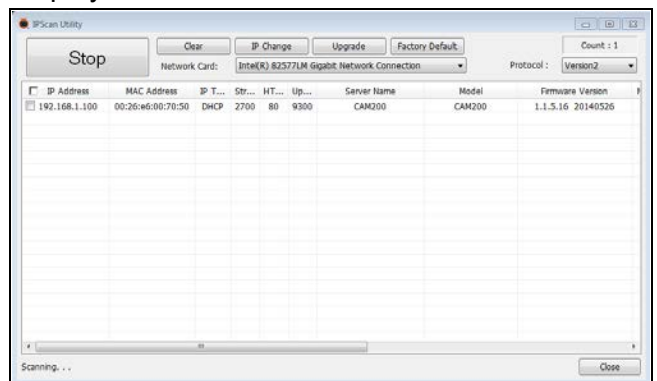 IPScan Utility
Stop
Clear
IP Change
Upgrade
Factory Default
Count : 1
Network Card:
Intel(R) 82577LM Gigabit Network Connection
Protocol :
Version2
IP Address MAC Address IP T... Str... HT... Up... Server Name Model Firmware Version
192.168.1.100 00:26:e6:00:70:50 DHCP 2700 80 9300 CAM200 CAM200 1.1.5.16 20140526
Scanning. . .
Close